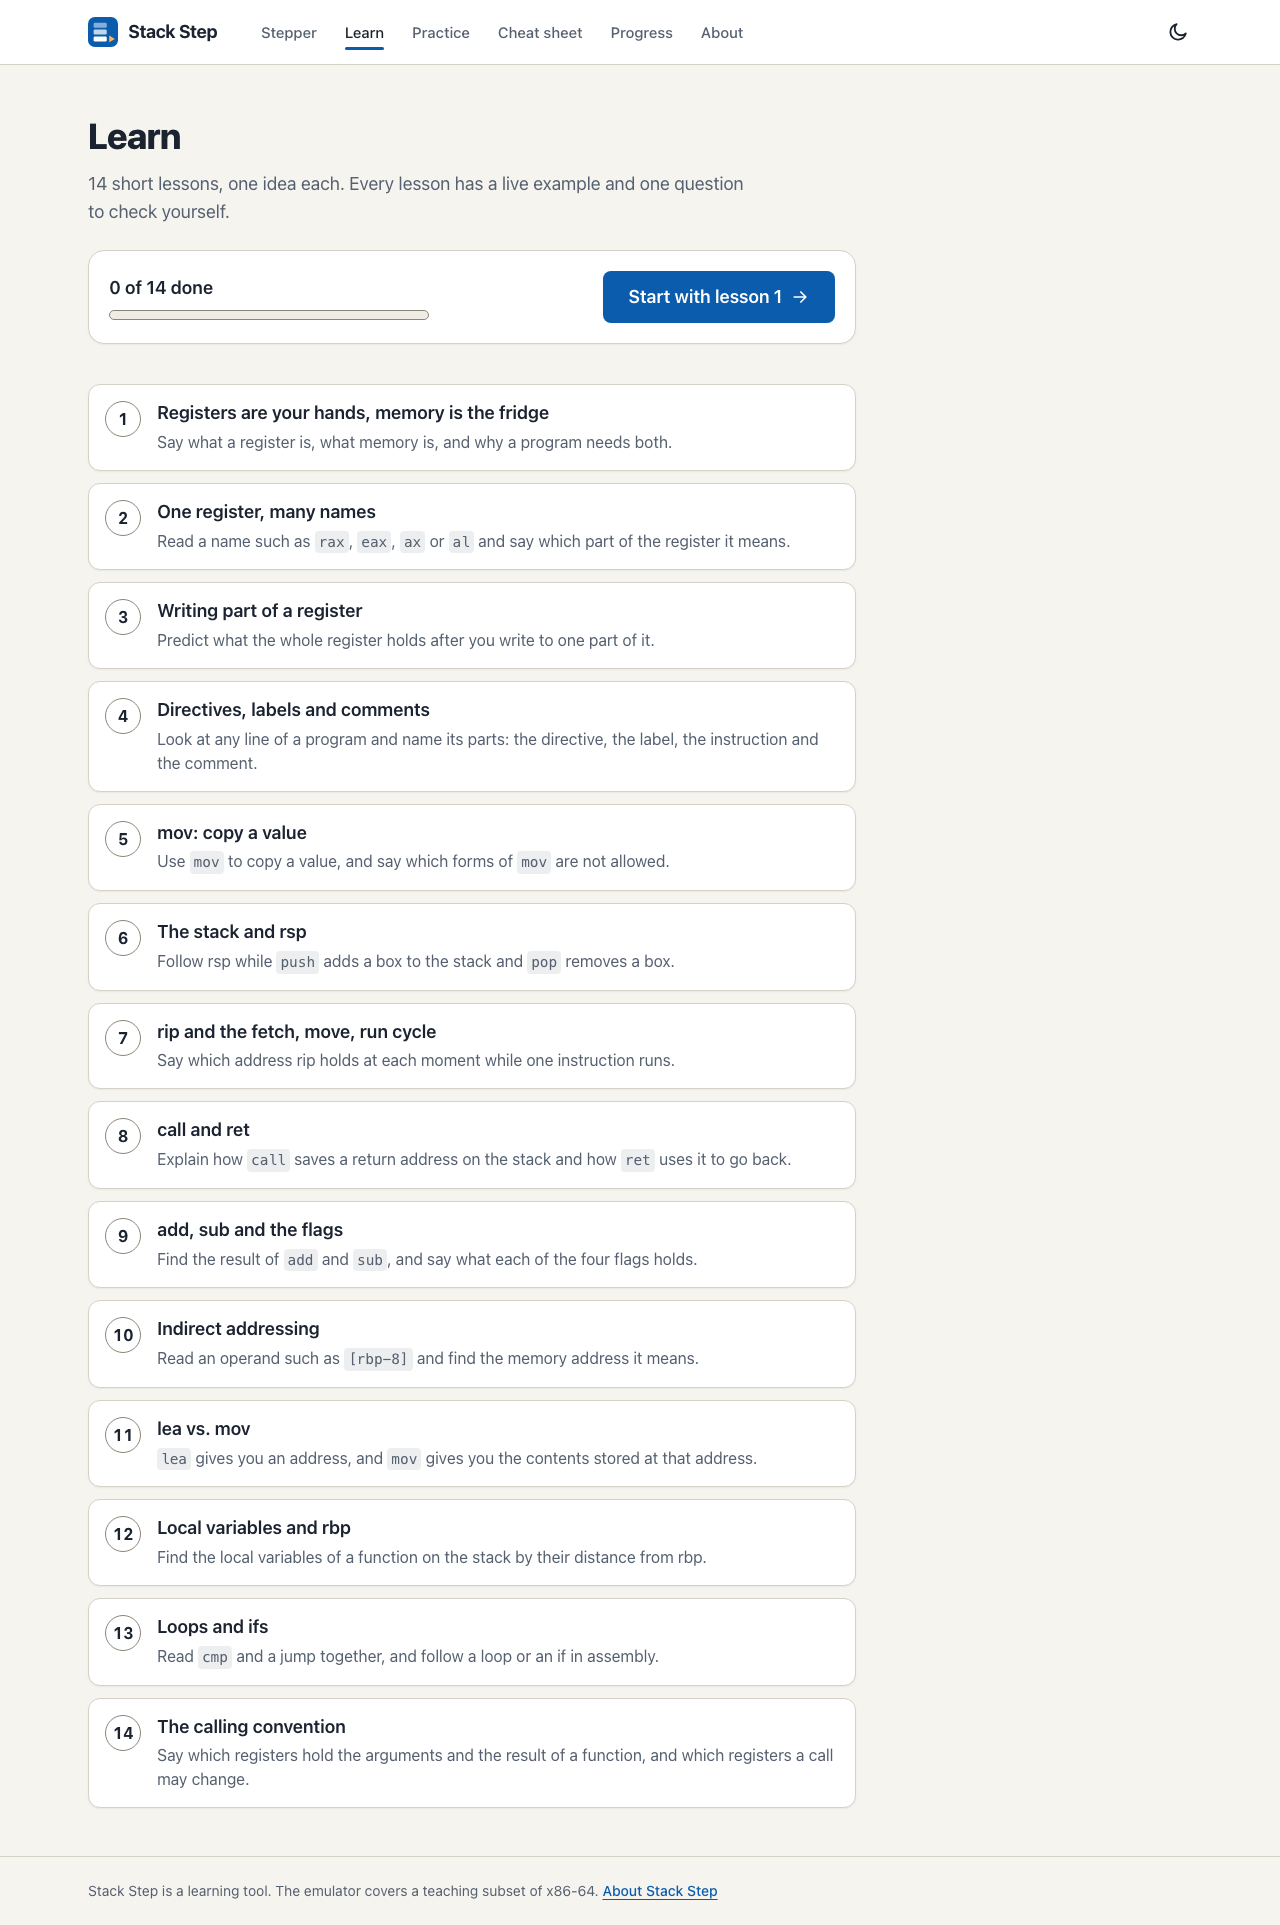 Stack Step
Stepper
Learn
Practice
Cheat sheet
Progress
About
Learn
14 short lessons, one idea each. Every lesson has a live example and one question
to check yourself.
0 of 14 done
Start with lesson 1 →
1
Registers are your hands, memory is the fridge
Say what a register is, what memory is, and why a program needs both.
2
One register, many names
Read a name such as rax, eax, ax or al and say which part of the register it means.
3
Writing part of a register
Predict what the whole register holds after you write to one part of it.
4
Directives, labels and comments
Look at any line of a program and name its parts: the directive, the label, the instruction and
the comment.
5
mov: copy a value
Use mov to copy a value, and say which forms of mov are not allowed.
6
The stack and rsp
Follow rsp while push adds a box to the stack and pop removes a box.
7
rip and the fetch, move, run cycle
Say which address rip holds at each moment while one instruction runs.
8
call and ret
Explain how call saves a return address on the stack and how ret uses it to go back.
9
add, sub and the flags
Find the result of add and sub, and say what each of the four flags holds.
10
Indirect addressing
Read an operand such as [rbp−8] and find the memory address it means.
11
lea vs. mov
lea gives you an address, and mov gives you the contents stored at that address.
12
Local variables and rbp
Find the local variables of a function on the stack by their distance from rbp.
13
Loops and ifs
Read cmp and a jump together, and follow a loop or an if in assembly.
14
The calling convention
Say which registers hold the arguments and the result of a function, and which registers a call
may change.
Stack Step is a learning tool. The emulator covers a teaching subset of x86-64. About Stack Step